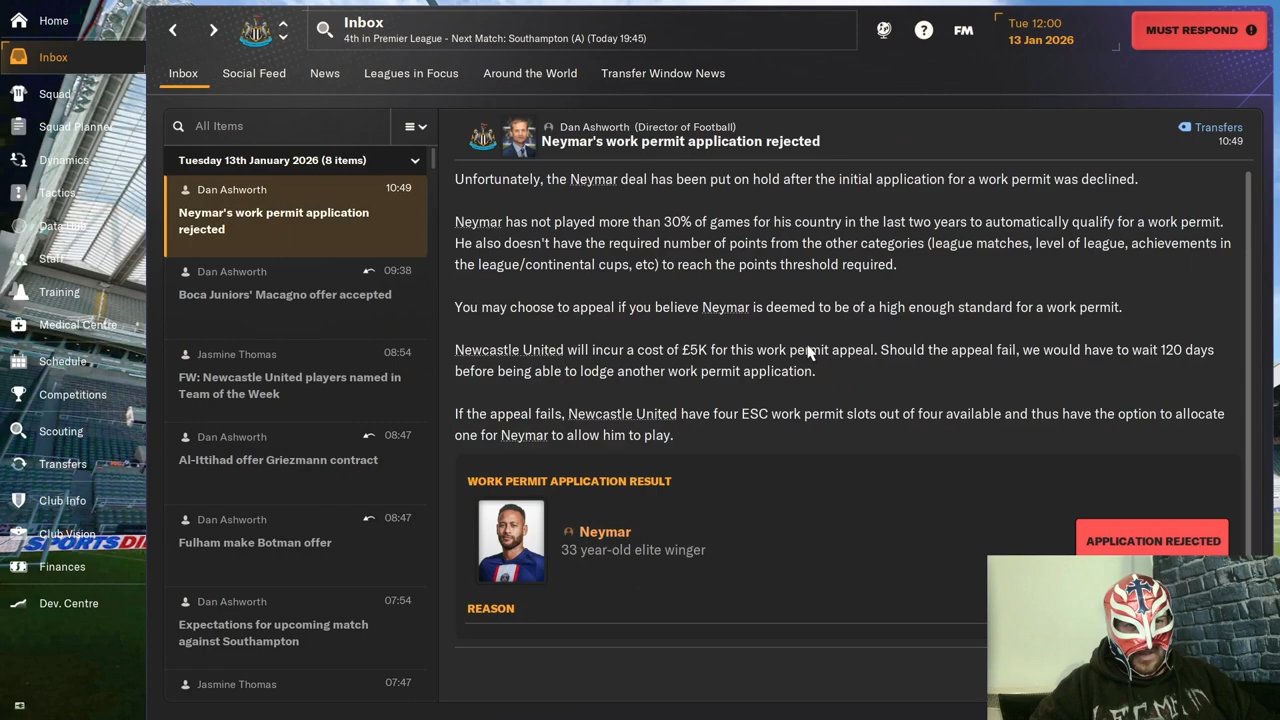 Home
Inbox
Squad
Squad Planner
Dynamics
Tactics
Data Hub
Staff
Training
Medical Centre
Schedule
Competitions
Scouting
Transfers
Club Info
Club Vision
SPORTS DIR
Finances
Dev. Centre
Inbox
4th in Premier League - Next Match: Southampton (A) (Today 19:45)
?
FM
Tue 12:00
13 Jan 2026
MUST RESPOND
Inbox
Social Feed
News
Leagues in Focus
Around the World
Transfer Window News
All Items
Tuesday 13th January 2026 (8 items)
Dan Ashworth 10:49
Neymar's work permit application
rejected
Dan Ashworth 09:38
Boca Juniors' Macagno offer accepted
Jasmine Thomas 08:54
FW: Newcastle United players named in
Team of the Week
Dan Ashworth 08:47
Al-Ittihad offer Griezmann contract
Dan Ashworth 08:47
Fulham make Botman offer
Dan Ashworth 07:54
Expectations for upcoming match
against Southampton
Jasmine Thomas 07:47
Dan Ashworth (Director of Football)
Neymar's work permit application rejected
Transfers
10:49
Unfortunately, the Neymar deal has been put on hold after the initial application for a work permit was declined.
Neymar has not played more than 30% of games for his country in the last two years to automatically qualify for a work permit.
He also doesn't have the required number of points from the other categories (league matches, level of league, achievements in
the league/continental cups, etc) to reach the points threshold required.
You may choose to appeal if you believe Neymar is deemed to be of a high enough standard for a work permit.
Newcastle United will incur a cost of £5K for this work permit appeal. Should the appeal fail, we would have to wait 120 days
before being able to lodge another work permit application.
If the appeal fails, Newcastle United have four ESC work permit slots out of four available and thus have the option to allocate
one for Neymar to allow him to play.
WORK PERMIT APPLICATION RESULT
Neymar
33 year-old elite winger
APPLICATION REJECTED
REASON